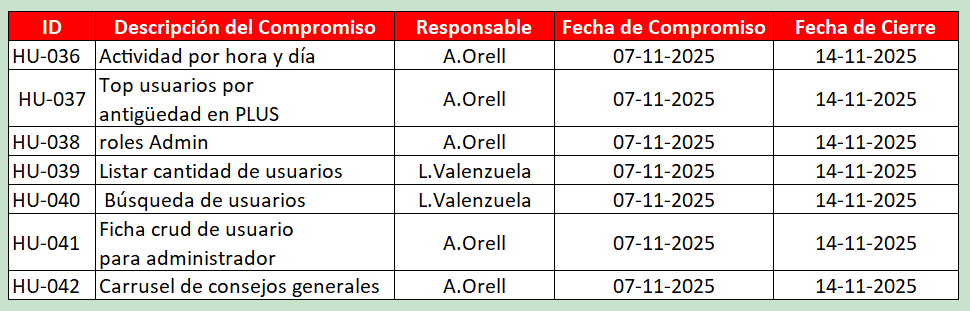 ID Descripción del Compromiso Responsable Fecha de Compromiso Fecha de Cierre
HU-036 Actividad por hora y día A.Orell 07-11-2025 14-11-2025
HU-037 Top usuarios por
antigüedad en PLUS A.Orell 07-11-2025 14-11-2025
HU-038 roles Admin A.Orell 07-11-2025 14-11-2025
HU-039 Listar cantidad de usuarios L.Valenzuela 07-11-2025 14-11-2025
HU-040 Búsqueda de usuarios L.Valenzuela 07-11-2025 14-11-2025
HU-041 Ficha crud de usuario
para administrador A.Orell 07-11-2025 14-11-2025
HU-042 Carrusel de consejos generales A.Orell 07-11-2025 14-11-2025